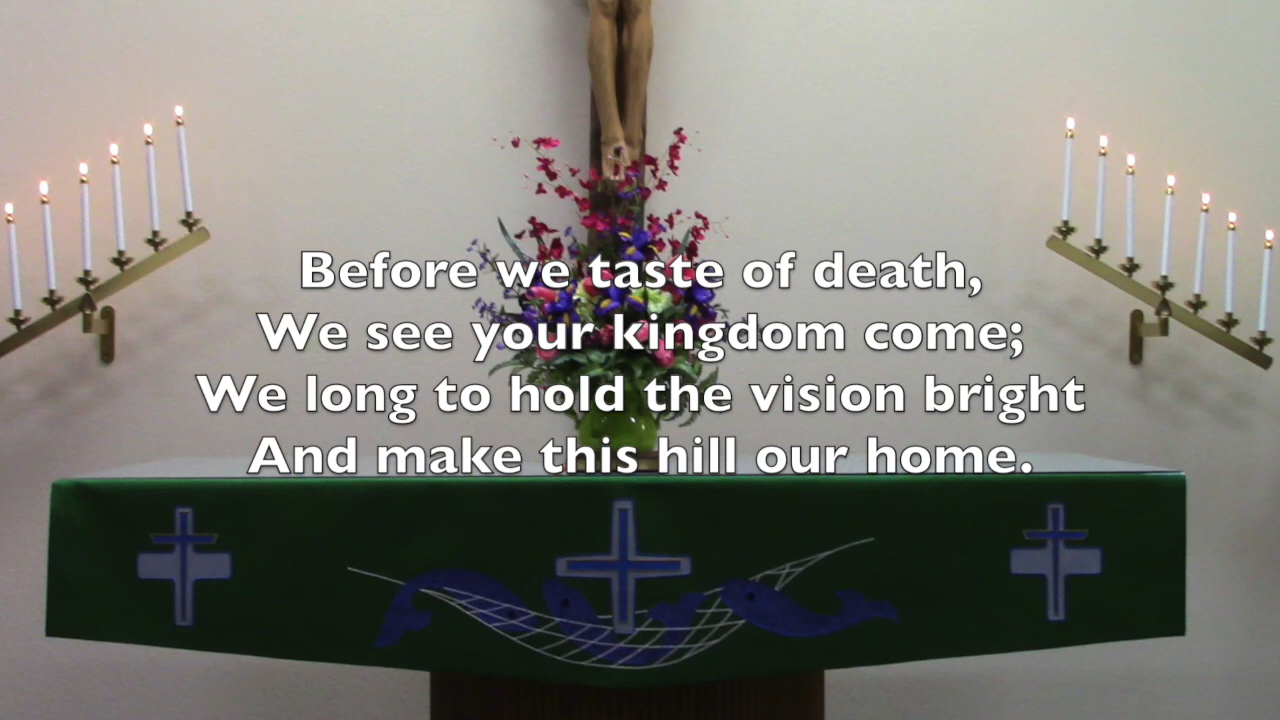 Before we taste of death,
We see your kingdom come;
We long to hold the vision bright
And make this hill our home.